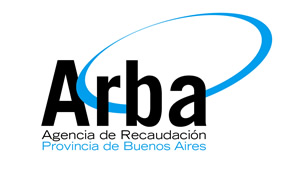 Arba
Agencia de Recaudación
Provincia de Buenos Aires